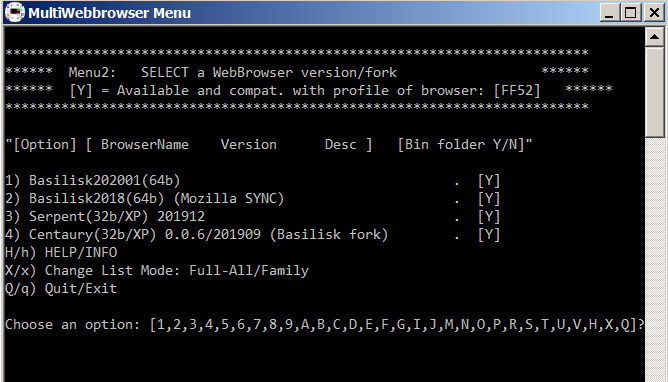 MultiWebbrowser Menu
*************************************************************************
****** Menu2: SELECT a WebBrowser version/fork ******
****** [Y] = Available and compat. with profile of browser: [FF52] ******
*************************************************************************
"[Option] [ BrowserName Version Desc ] [Bin folder Y/N]"
1) Basilisk202001(64b) . [Y]
2) Basilisk2018(64b) (Mozilla SYNC) . [Y]
3) Serpent(32b/XP) 201912 . [Y]
4) Centaury(32b/XP) 0.0.6/201909 (Basilisk fork) . [Y]
H/h) HELP/INFO
X/x) Change List Mode: Full-All/Family
Q/q) Quit/Exit
Choose an option: [1,2,3,4,5,6,7,8,9,A,B,C,D,E,F,G,I,J,M,N,O,P,R,S,T,U,V,H,X,Q]?